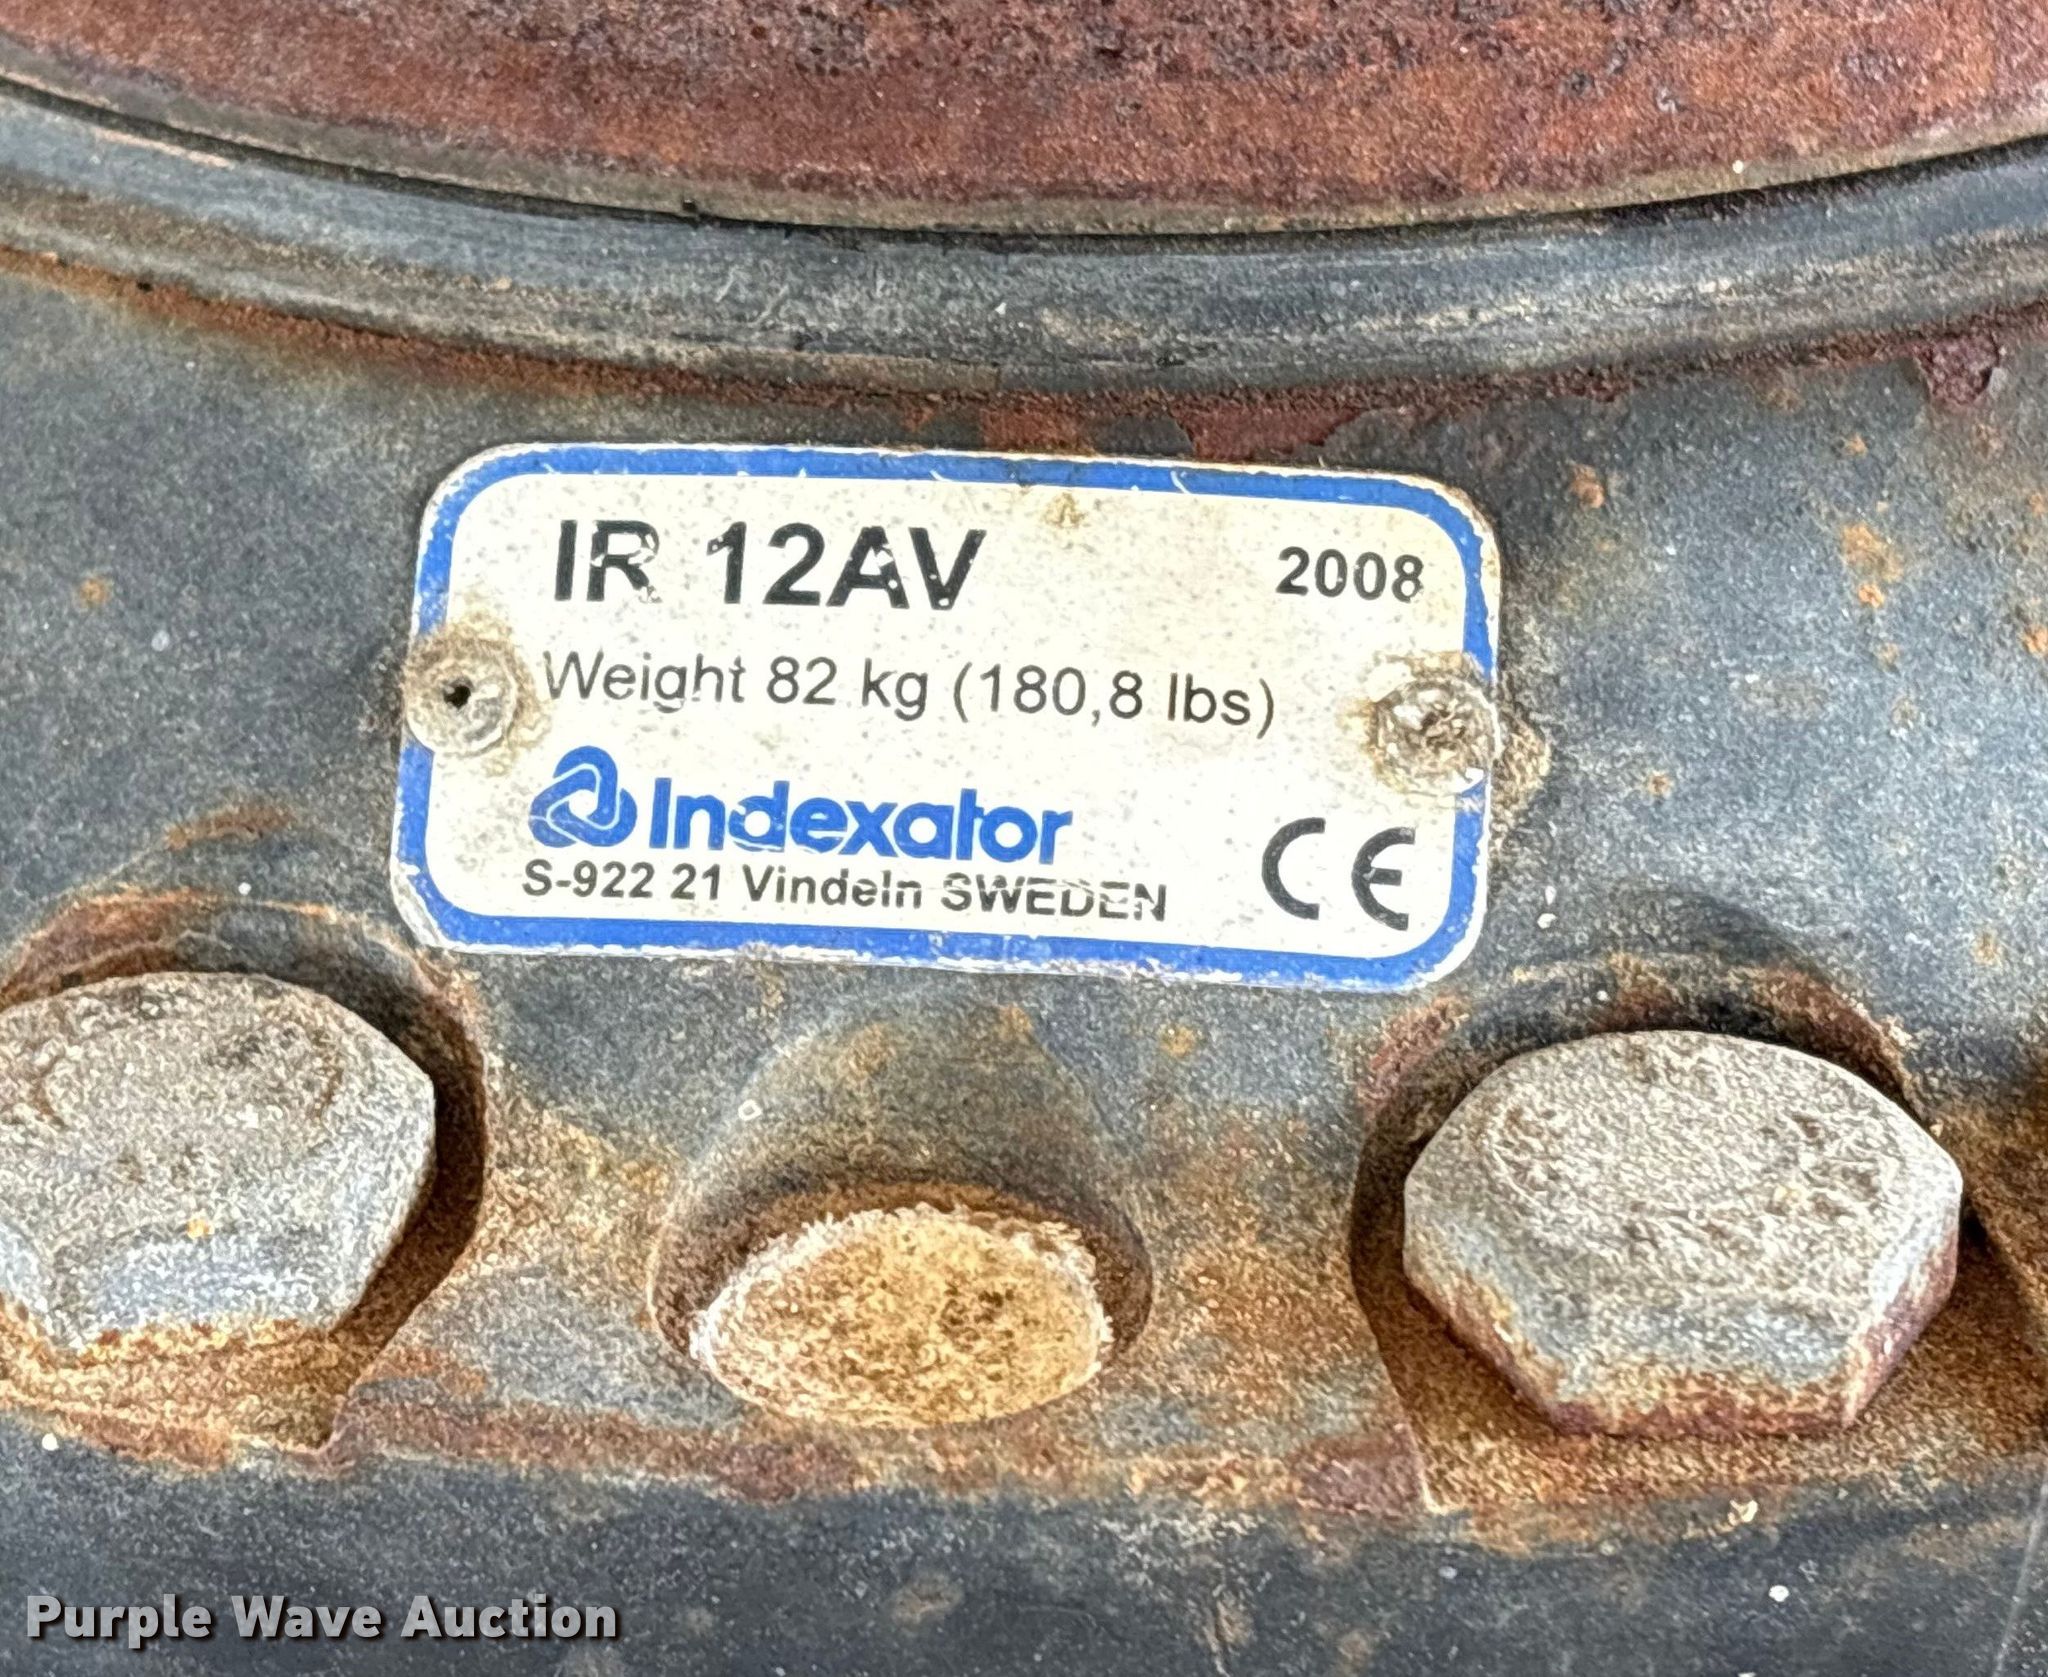 IR 12AV 2008
Weight 82 kg (180,8 lbs)
Indexator
S-922 21 Vindeln SWEDEN CE
Purple Wave Auction